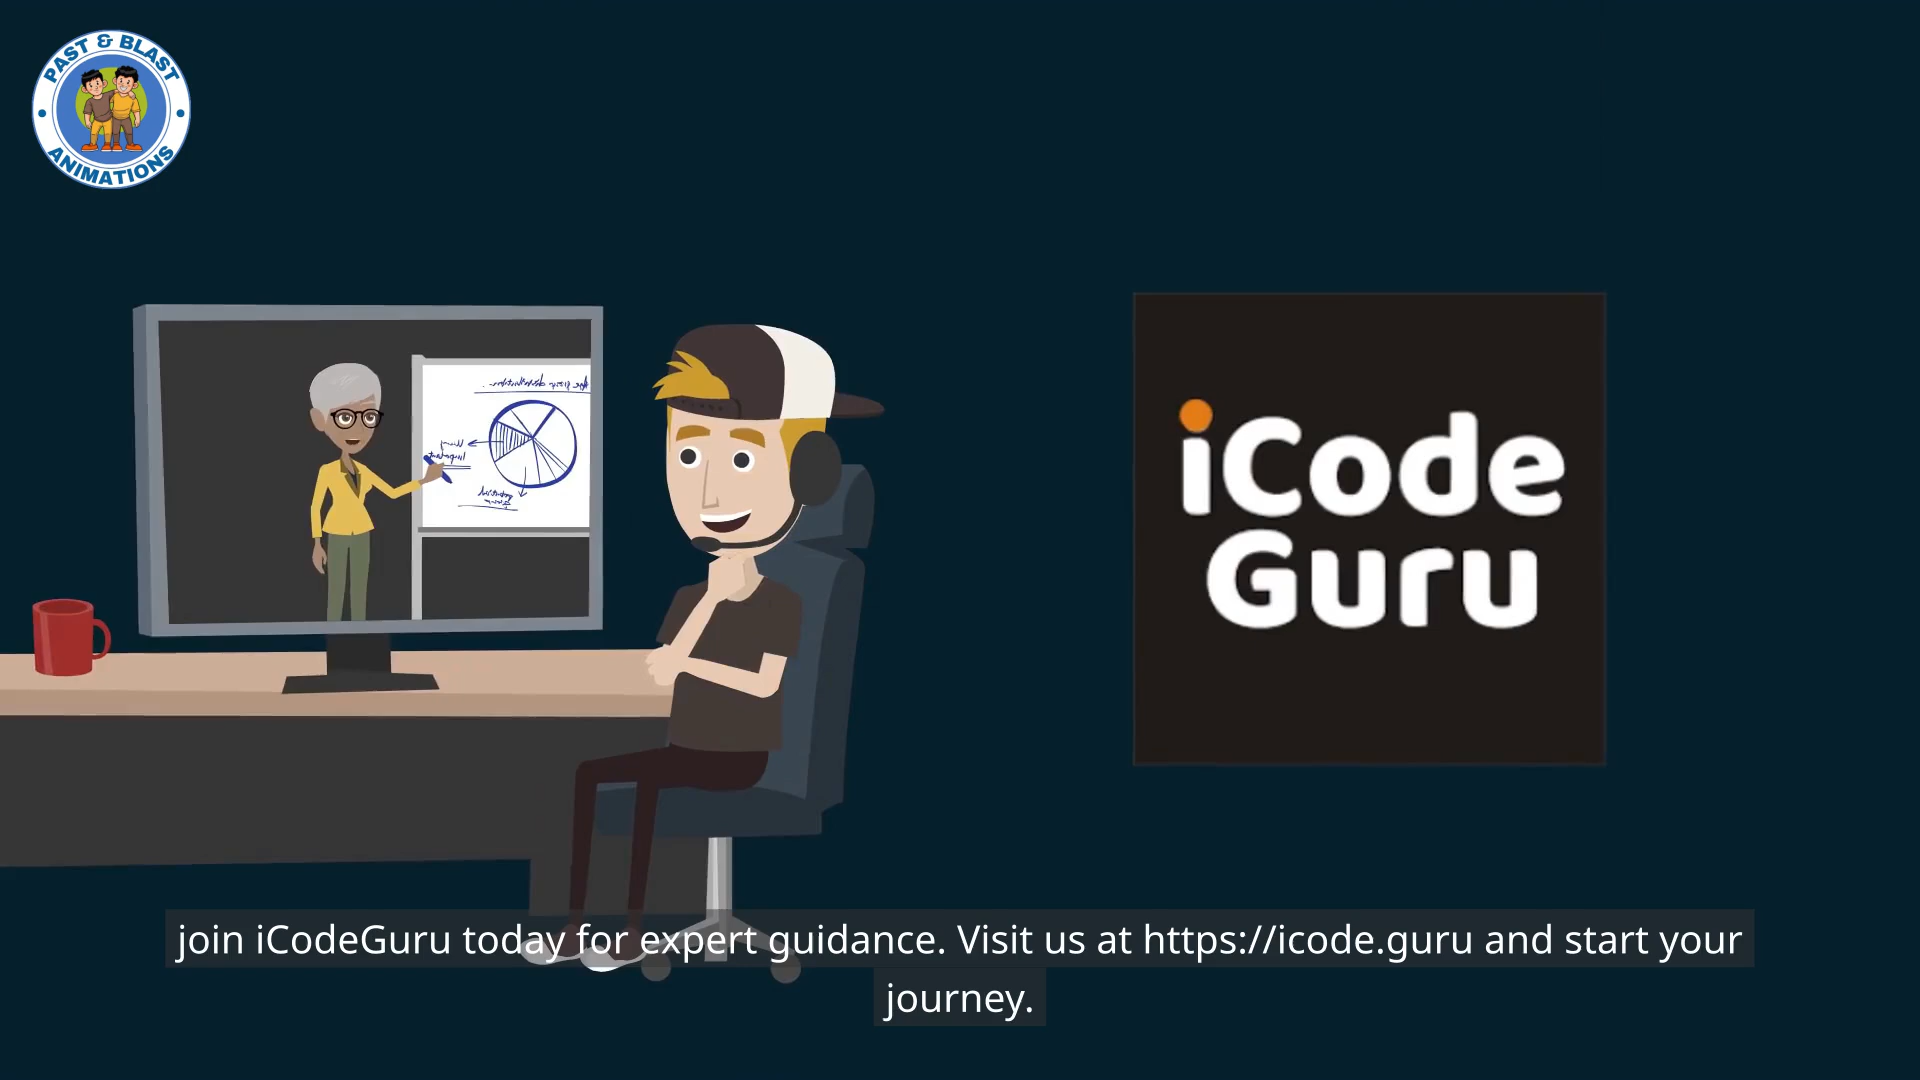 PAST & BLAST
ANIMATIONS
iCode
Guru
join iCodeGuru today for expert guidance. Visit us at https://icode.guru and start your
journey.